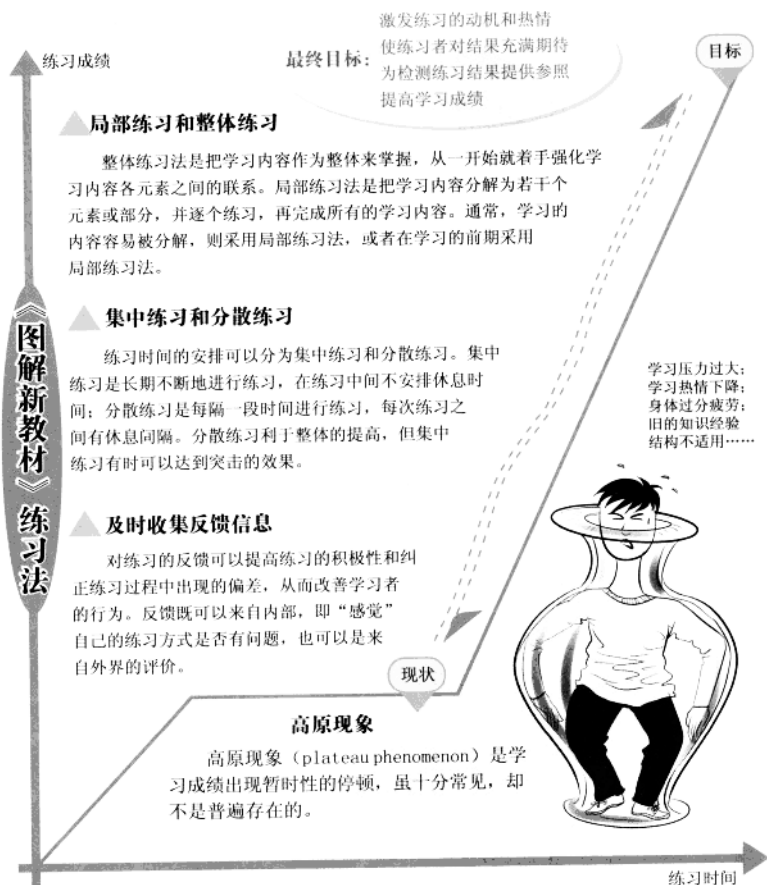 练习成绩
最终目标：
激发练习的动机和热情
使练习者对结果充满期待
为检测练习结果提供参照
提高学习成绩
目标
局部练习和整体练习
整体练习法是把学习内容作为整体来掌握，从一开始就着手强化学
习内容各元素之间的联系。局部练习法是把学习内容分解为若干个
元素或部分，并逐个练习，再完成所有的学习内容。通常，学习的
内容容易被分解，则采用局部练习法，或者在学习的前期采用
局部练习法。
集中练习和分散练习
练习时间的安排可以分为集中练习和分散练习。集中
练习是长期不断地进行练习，在练习中间不安排休息时
间；分散练习是每隔一段时间进行练习，每次练习之
间有休息间隔。分散练习利于整体的提高，但集中
练习有时可以达到突击的效果。
及时收集反馈信息
对练习的反馈可以提高练习的积极性和纠
正练习过程中出现的偏差，从而改善学习者
的行为。反馈既可以来自内部，即“感觉”
自己的练习方式是否有问题，也可以是来
自外界的评价。
《图解新教材》练习法
学习压力过大；
学习热情下降；
身体过分疲劳；
旧的知识经验
结构不适用……
现状
高原现象
高原现象（plateau phenomenon）是学
习成绩出现暂时性的停顿，虽十分常见，却
不是普遍存在的。
练习时间